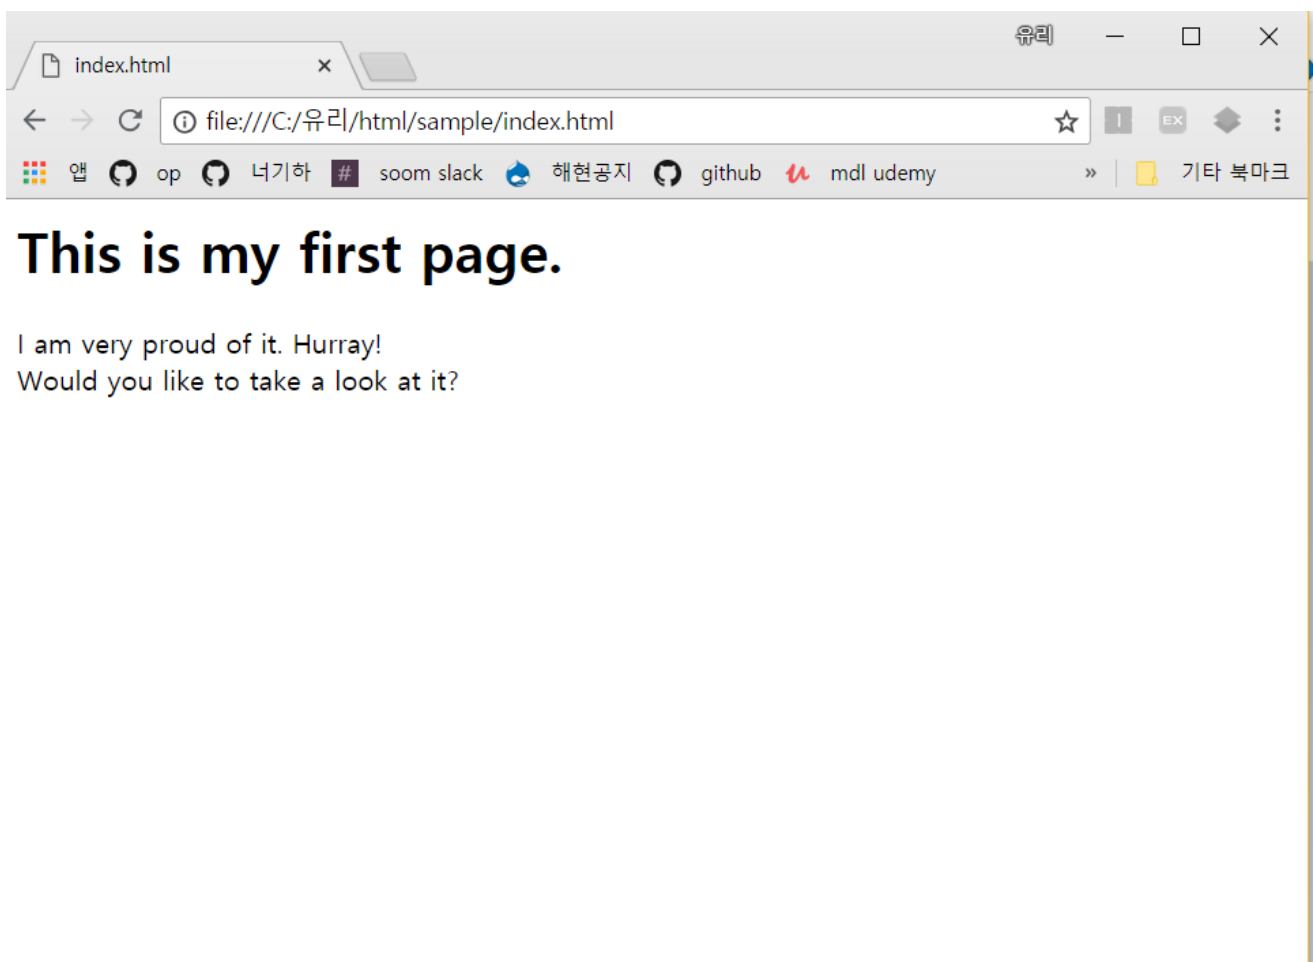 유리
index.html
file:///C:/유리/html/sample/index.html
I EX
앱 op 너기하 # soom slack 해현공지 github mdl udemy » 기타 북마크
This is my first page.
I am very proud of it. Hurray!
Would you like to take a look at it?